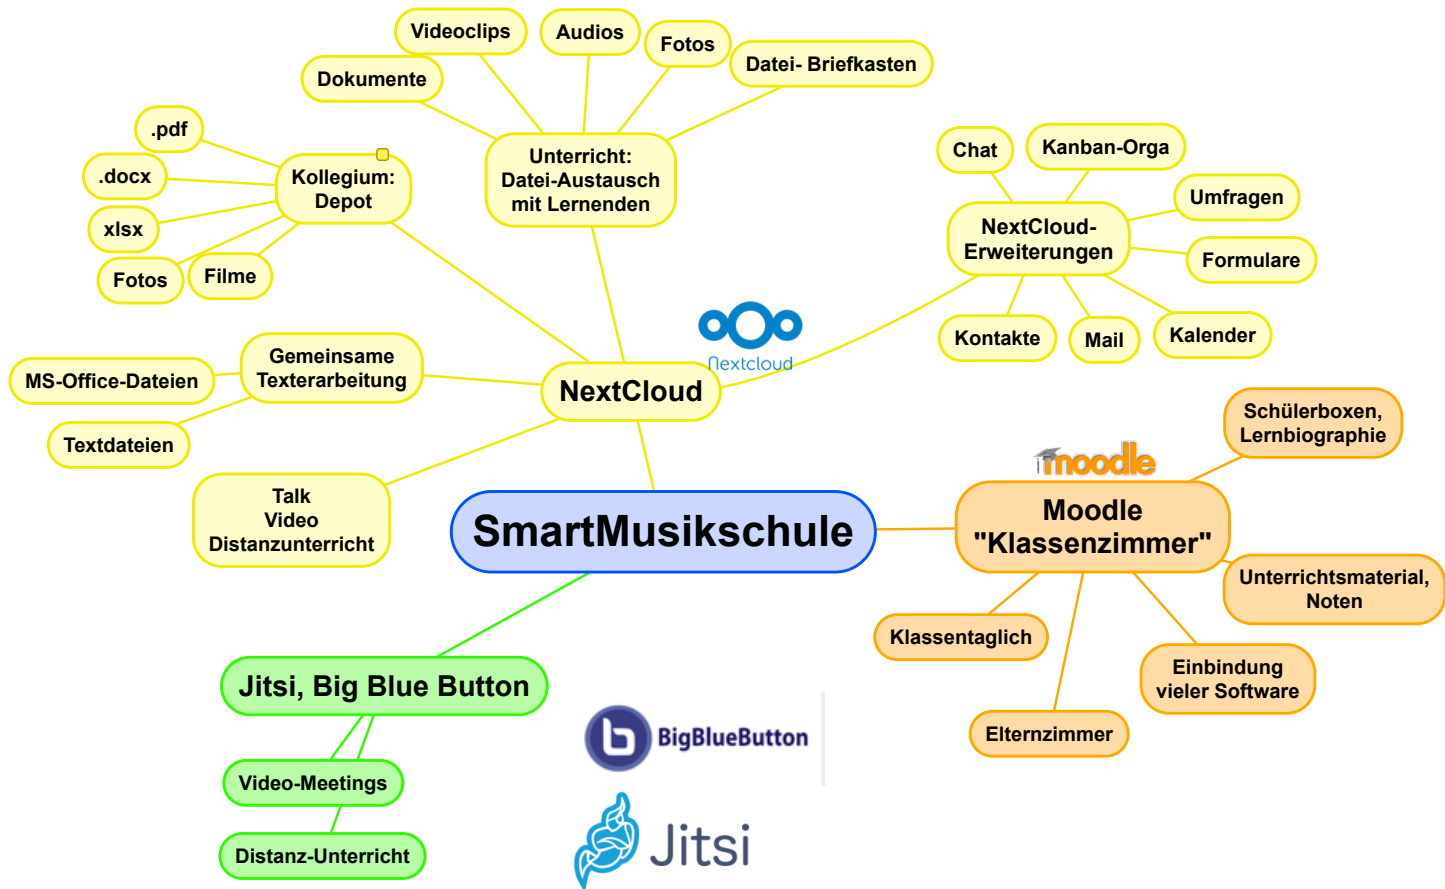 Videoclips
Audios
Fotos
Datei- Briefkasten
Dokumente
.pdf
.docx
xlsx
Fotos
Filme
Kollegium:
Depot
Unterricht:
Datei-Austausch
mit Lernenden
Chat
Kanban-Orga
Umfragen
NextCloud-
Erweiterungen
Formulare
Kontakte
Mail
Kalender
Nextcloud
Gemeinsame
Texterarbeitung
MS-Office-Dateien
Textdateien
NextCloud
Talk
Video
Distanzunterricht
SmartMusikschule
moodle
Moodle
"Klassenzimmer"
Schülerboxen,
Lernbiographie
Unterrichtsmaterial,
Noten
Klassentaglich
Einbindung
vieler Software
Elternzimmer
Jitsi, Big Blue Button
Video-Meetings
Distanz-Unterricht
b BigBlueButton
Jitsi